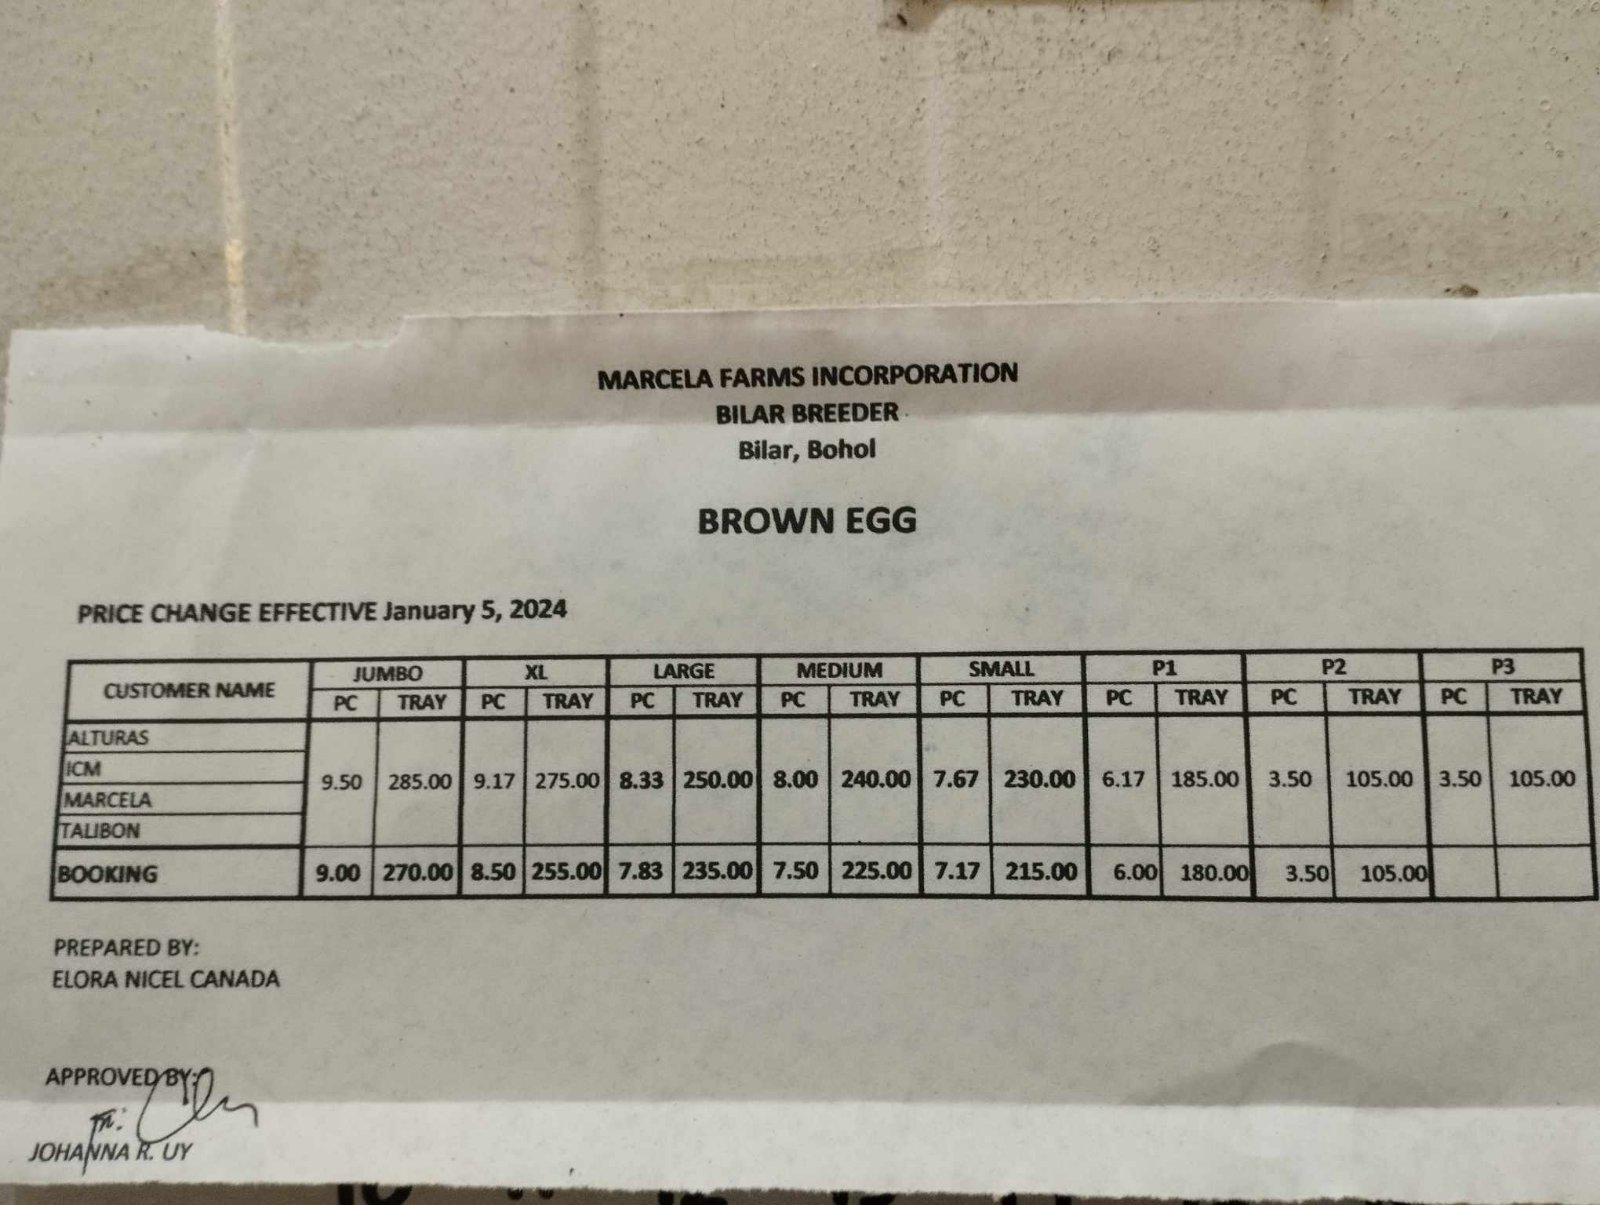 MARCELA FARMS INCORPORATION
BILAR BREEDER
Bilar, Bohol
BROWN EGG
PRICE CHANGE EFFECTIVE January 5, 2024
CUSTOMER NAME JUMBO XL LARGE MEDIUM SMALL P1 P2 P3
PC TRAY PC TRAY PC TRAY PC TRAY PC TRAY PC TRAY PC TRAY PC TRAY
ALTURAS
ICM
MARCELA
TALIBON
9.50 285.00 9.17 275.00 8.33 250.00 8.00 240.00 7.67 230.00 6.17 185.00 3.50 105.00 3.50 105.00
BOOKING 9.00 270.00 8.50 255.00 7.83 235.00 7.50 225.00 7.17 215.00 6.00 180.00 3.50 105.00
PREPARED BY:
ELORA NICEL CANADA
APPROVED BY:
JOHANNA R. UY